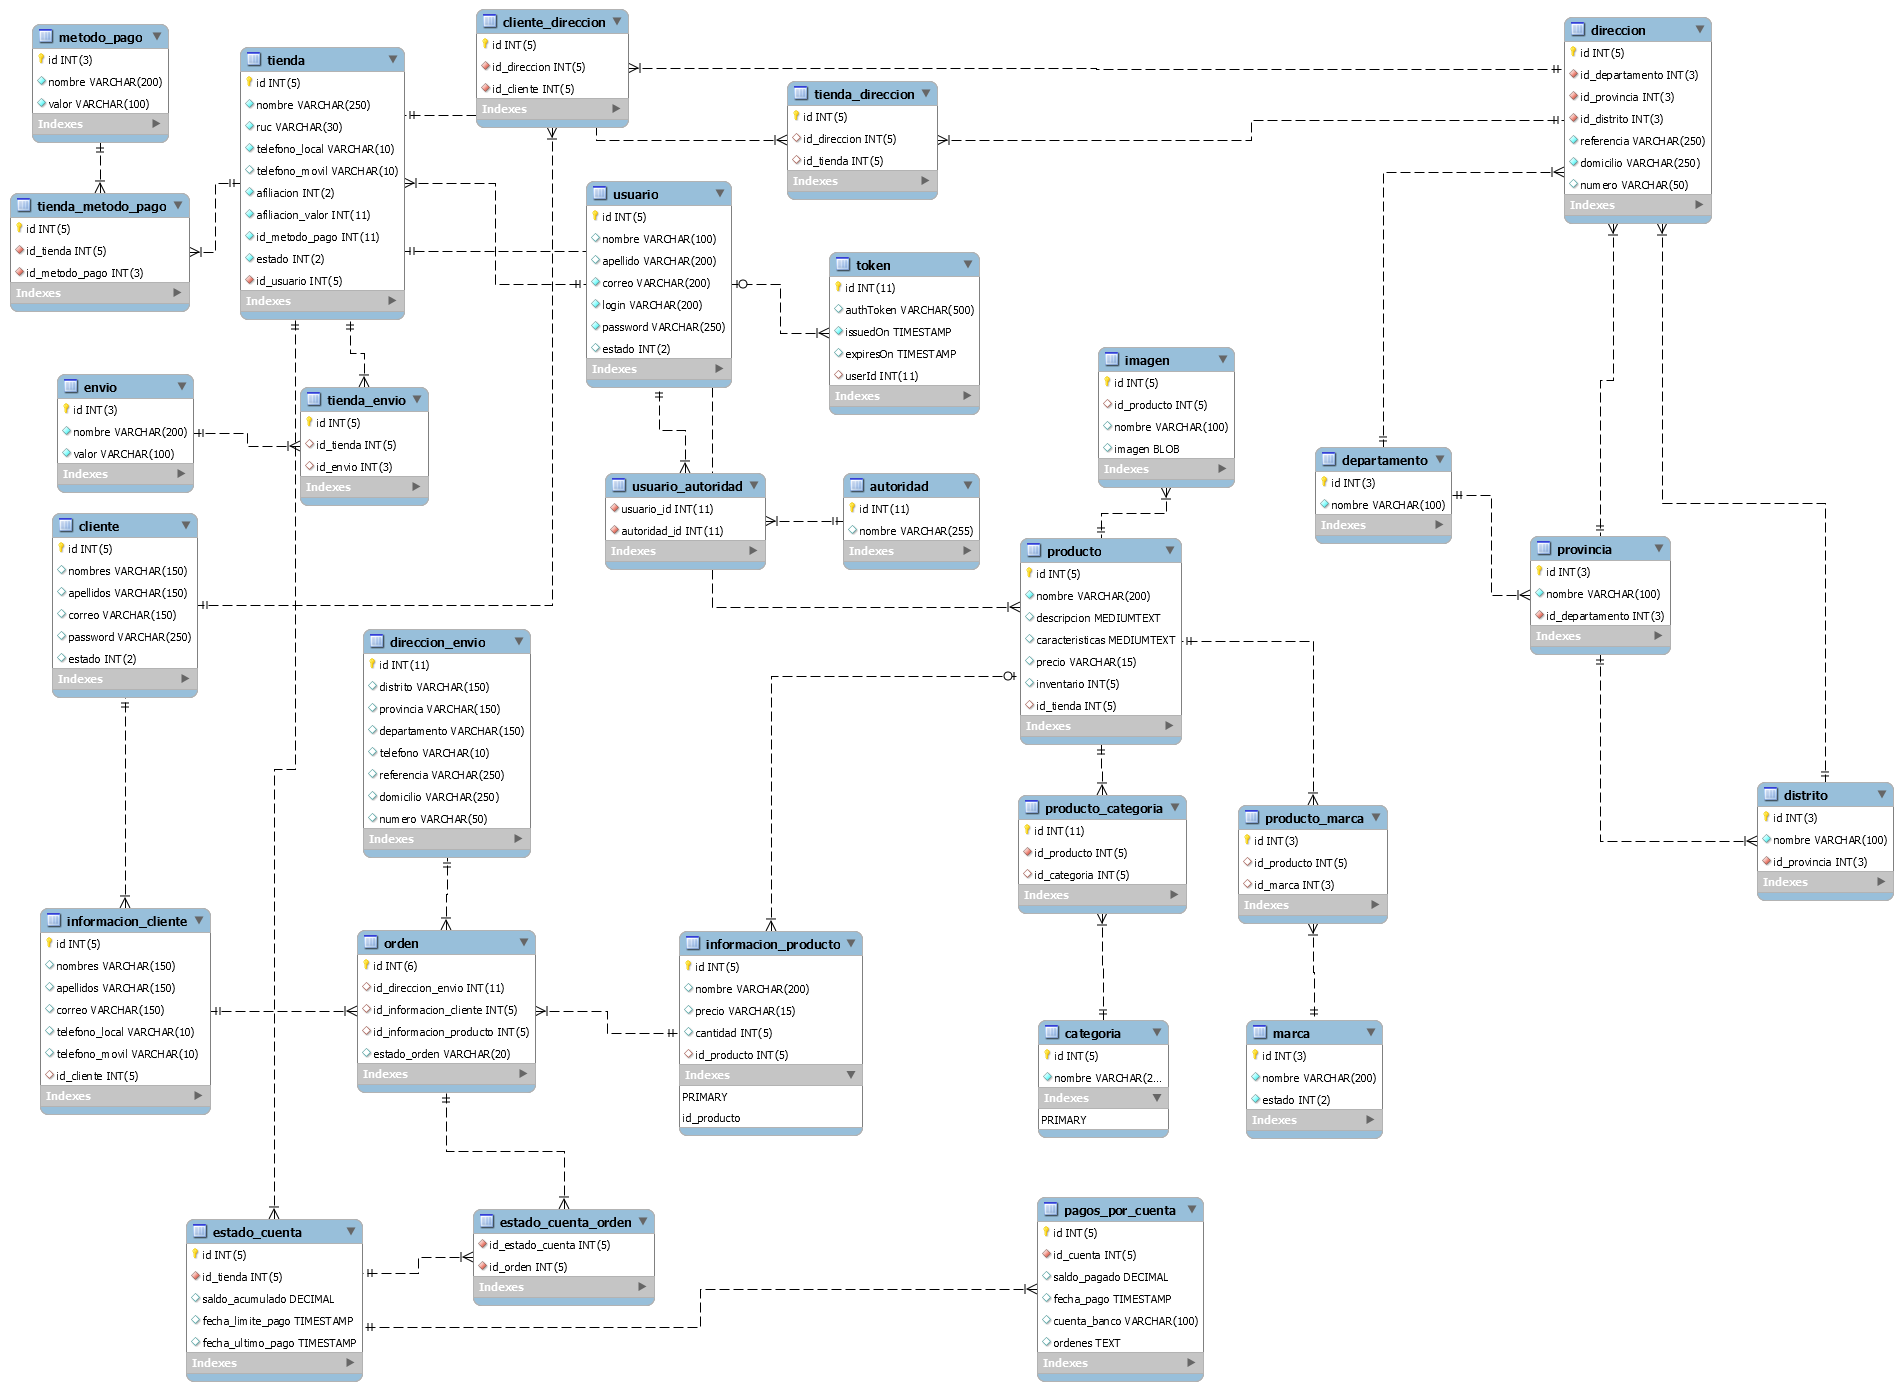 metodo_pago
id INT(3)
nombre VARCHAR(200)
valor VARCHAR(100)
Indexes
tienda
id INT(5)
nombre VARCHAR(250)
ruc VARCHAR(30)
telefono_local VARCHAR(10)
telefono_movil VARCHAR(10)
afiliacion INT(2)
afiliacion_valor INT(11)
id_metodo_pago INT(11)
estado INT(2)
id_usuario INT(5)
Indexes
cliente_direccion
id INT(5)
id_direccion INT(5)
id_cliente INT(5)
Indexes
tienda_direccion
id INT(5)
id_direccion INT(5)
id_tienda INT(5)
Indexes
direccion
id INT(5)
id_departamento INT(3)
id_provincia INT(3)
id_distrito INT(3)
referencia VARCHAR(250)
domicilio VARCHAR(250)
numero VARCHAR(50)
Indexes
tienda_metodo_pago
id INT(5)
id_tienda INT(5)
id_metodo_pago INT(3)
Indexes
usuario
id INT(5)
nombre VARCHAR(100)
apellido VARCHAR(200)
correo VARCHAR(200)
login VARCHAR(200)
password VARCHAR(250)
estado INT(2)
Indexes
token
id INT(11)
authToken VARCHAR(500)
issuedOn TIMESTAMP
expiresOn TIMESTAMP
userId INT(11)
Indexes
envio
id INT(3)
nombre VARCHAR(200)
valor VARCHAR(100)
Indexes
tienda_envio
id INT(5)
id_tienda INT(5)
id_envio INT(3)
Indexes
imagen
id INT(5)
id_producto INT(5)
nombre VARCHAR(100)
imagen BLOB
Indexes
departamento
id INT(3)
nombre VARCHAR(100)
Indexes
usuario_autoridad
usuario_id INT(11)
autoridad_id INT(11)
Indexes
autoridad
id INT(11)
nombre VARCHAR(255)
Indexes
cliente
id INT(5)
nombres VARCHAR(150)
apellidos VARCHAR(150)
correo VARCHAR(150)
password VARCHAR(250)
estado INT(2)
Indexes
producto
id INT(5)
nombre VARCHAR(200)
descripcion MEDIUMTEXT
caracteristicas MEDIUMTEXT
precio VARCHAR(15)
inventario INT(5)
id_tienda INT(5)
Indexes
provincia
id INT(3)
nombre VARCHAR(100)
id_departamento INT(3)
Indexes
direccion_envio
id INT(11)
distrito VARCHAR(150)
provincia VARCHAR(150)
departamento VARCHAR(150)
telefono VARCHAR(10)
referencia VARCHAR(250)
domicilio VARCHAR(250)
numero VARCHAR(50)
Indexes
producto_categoria
id INT(11)
id_producto INT(5)
id_categoria INT(5)
Indexes
producto_marca
id INT(3)
id_producto INT(5)
id_marca INT(3)
Indexes
distrito
id INT(3)
nombre VARCHAR(100)
id_provincia INT(3)
Indexes
informacion_cliente
id INT(5)
nombres VARCHAR(150)
apellidos VARCHAR(150)
correo VARCHAR(150)
telefono_local VARCHAR(10)
telefono_movil VARCHAR(10)
id_cliente INT(5)
Indexes
orden
id INT(6)
id_direccion_envio INT(11)
id_informacion_cliente INT(5)
id_informacion_producto INT(5)
estado_orden VARCHAR(20)
Indexes
informacion_producto
id INT(5)
nombre VARCHAR(200)
precio VARCHAR(15)
cantidad INT(5)
id_producto INT(5)
Indexes
PRIMARY
id_producto
categoria
id INT(5)
nombre VARCHAR(2...
Indexes
PRIMARY
marca
id INT(3)
nombre VARCHAR(200)
estado INT(2)
Indexes
estado_cuenta
id INT(5)
id_tienda INT(5)
saldo_acumulado DECIMAL
fecha_limite_pago TIMESTAMP
fecha_ultimo_pago TIMESTAMP
Indexes
estado_cuenta_orden
id_estado_cuenta INT(5)
id_orden INT(5)
Indexes
pagos_por_cuenta
id INT(5)
id_cuenta INT(5)
saldo_pagado DECIMAL
fecha_pago TIMESTAMP
cuenta_banco VARCHAR(100)
ordenes TEXT
Indexes